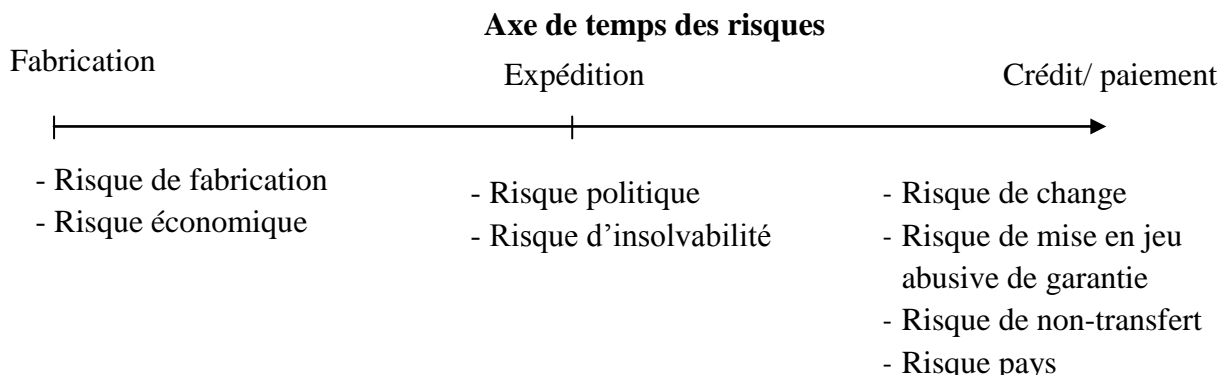 Axe de temps des risques
Fabrication
Expédition
Crédit/ paiement
- Risque de fabrication
- Risque économique
- Risque politique
- Risque d’insolvabilité
- Risque de change
- Risque de mise en jeu
abusive de garantie
- Risque de non-transfert
- Risque pays